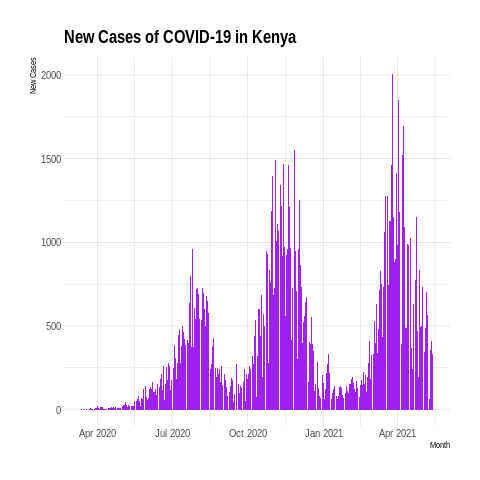 New Cases of COVID-19 in Kenya
New Cases
2000
1500
1000
500
0
Apr 2020 Jul 2020 Oct 2020 Jan 2021 Apr 2021
Month